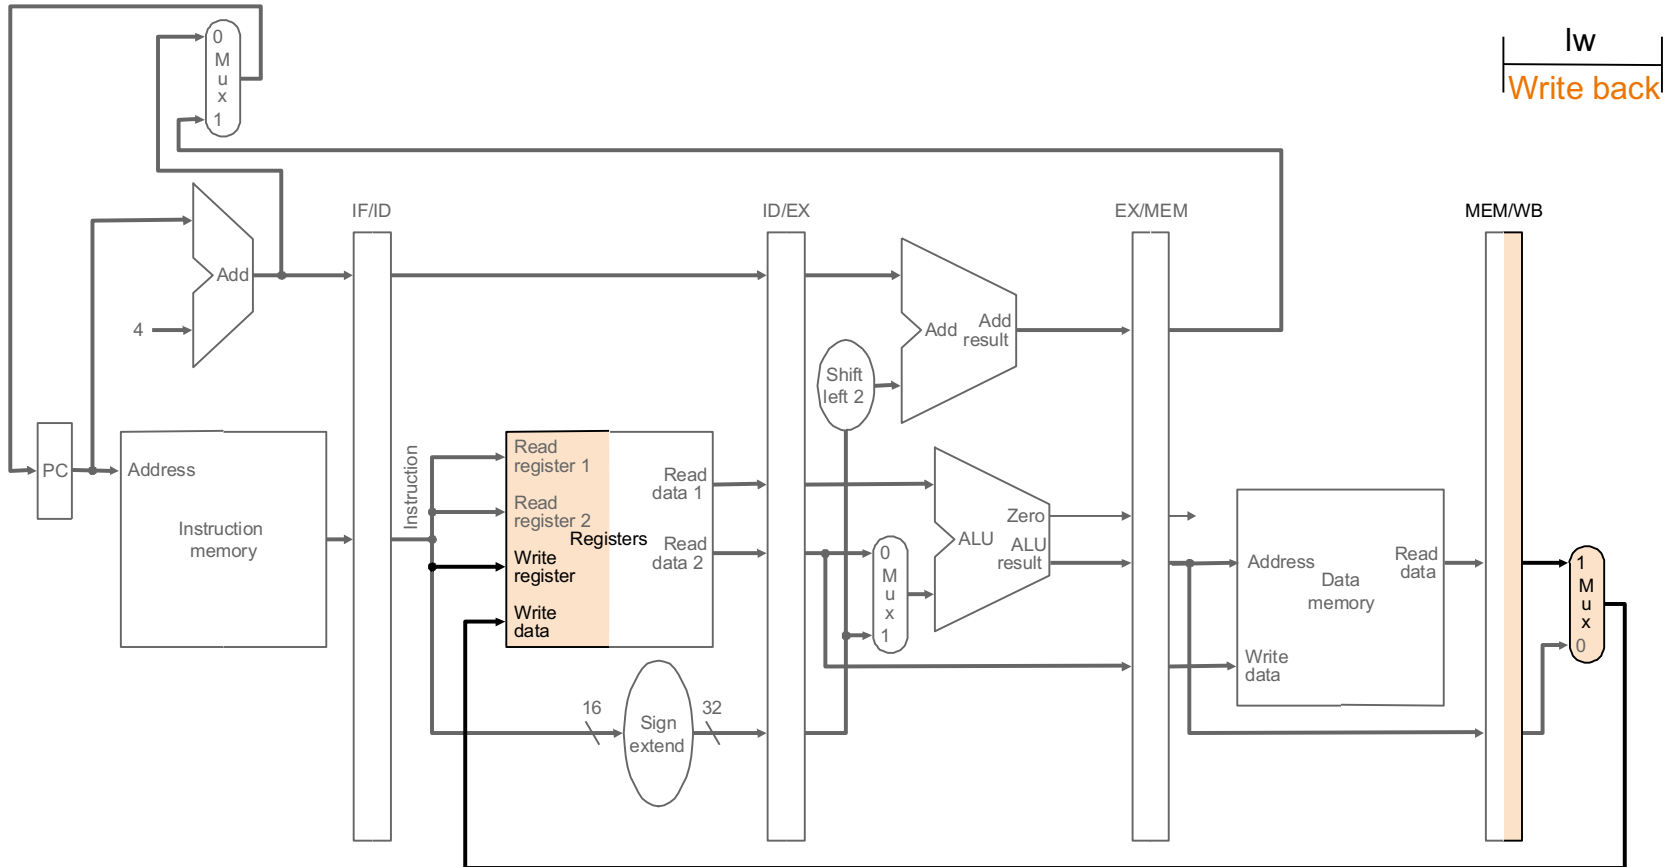 lw
Write back
0
M
u
x
1
IF/ID
ID/EX
EX/MEM
MEM/WB
Add
4
Add
Add
result
Shift
left 2
PC
Address
Instruction
memory
Instruction
Read
register 1
Read
register 2
Write
register
Write
data
Registers
Read
data 1
Read
data 2
0
M
u
x
1
Zero
ALU
ALU
result
Address
Data
memory
Read
data
Write
data
1
M
u
x
0
16
Sign
extend
32